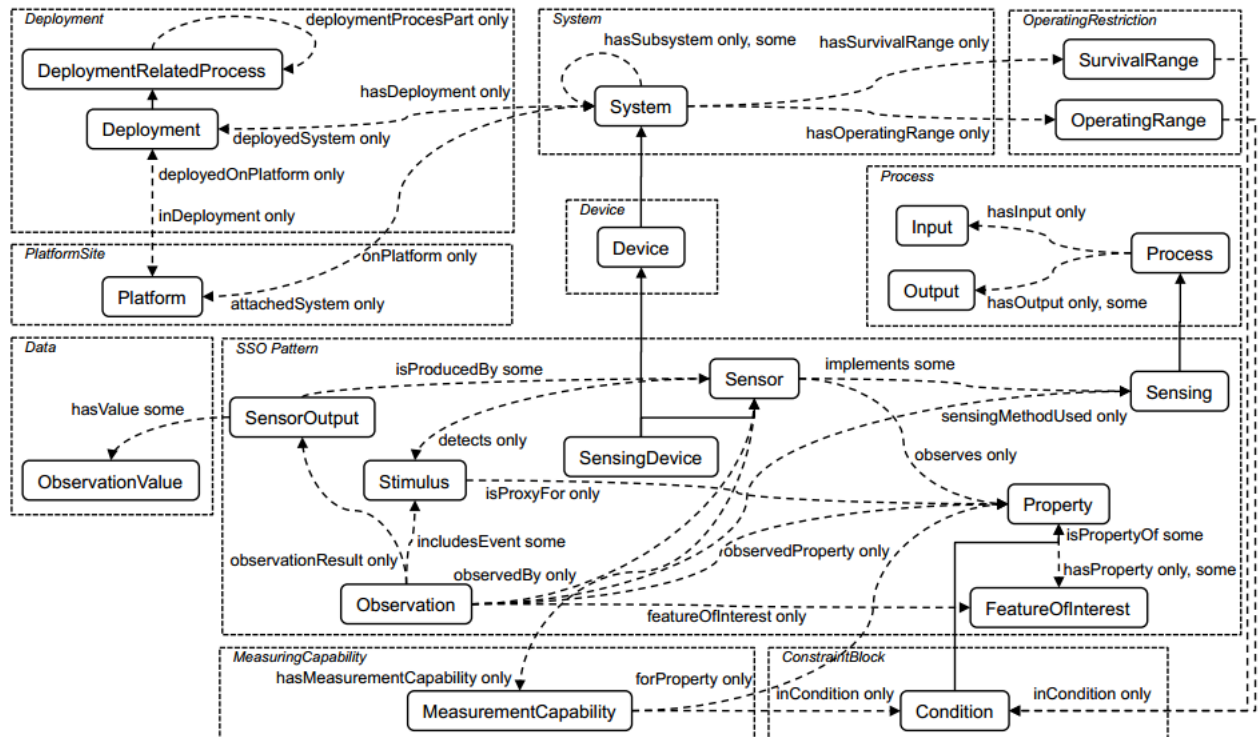 Deployment
deploymentProcesPart only
DeploymentRelatedProcess
Deployment
hasDeployment only
deployedSystem only
deployedOnPlatform only
inDeployment only
System
hasSubsystem only, some
System
hasSurvivalRange only
hasOperatingRange only
OperatingRestriction
SurvivalRange
OperatingRange
Device
Device
Process
Input
hasInput only
Process
Output
hasOutput only, some
PlatformSite
Platform
onPlatform only
attachedSystem only
Data
hasValue some
ObservationValue
SSO Pattern
isProducedBy some
Sensor
implements some
Sensing
SensorOutput
sensingMethodUsed only
detects only
SensingDevice
observes only
Stimulus
isProxyFor only
Property
isPropertyOf some
includesEvent some
observedProperty only
observationResult only
observedBy only
hasProperty only, some
Observation
featureOfInterest only
FeatureOfInterest
MeasuringCapability
hasMeasurementCapability only
forProperty only
MeasurementCapability
inCondition only
ConstraintBlock
Condition
inCondition only